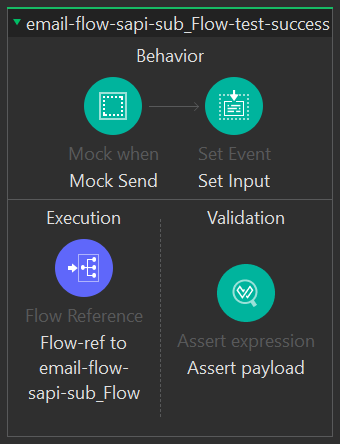 email-flow-sapi-sub_Flow-test-success
Behavior
Mock when
Mock Send
Set Event
Set Input
Execution
Flow Reference
Flow-ref to
email-flow-
sapi-sub_Flow
Validation
Assert expression
Assert payload